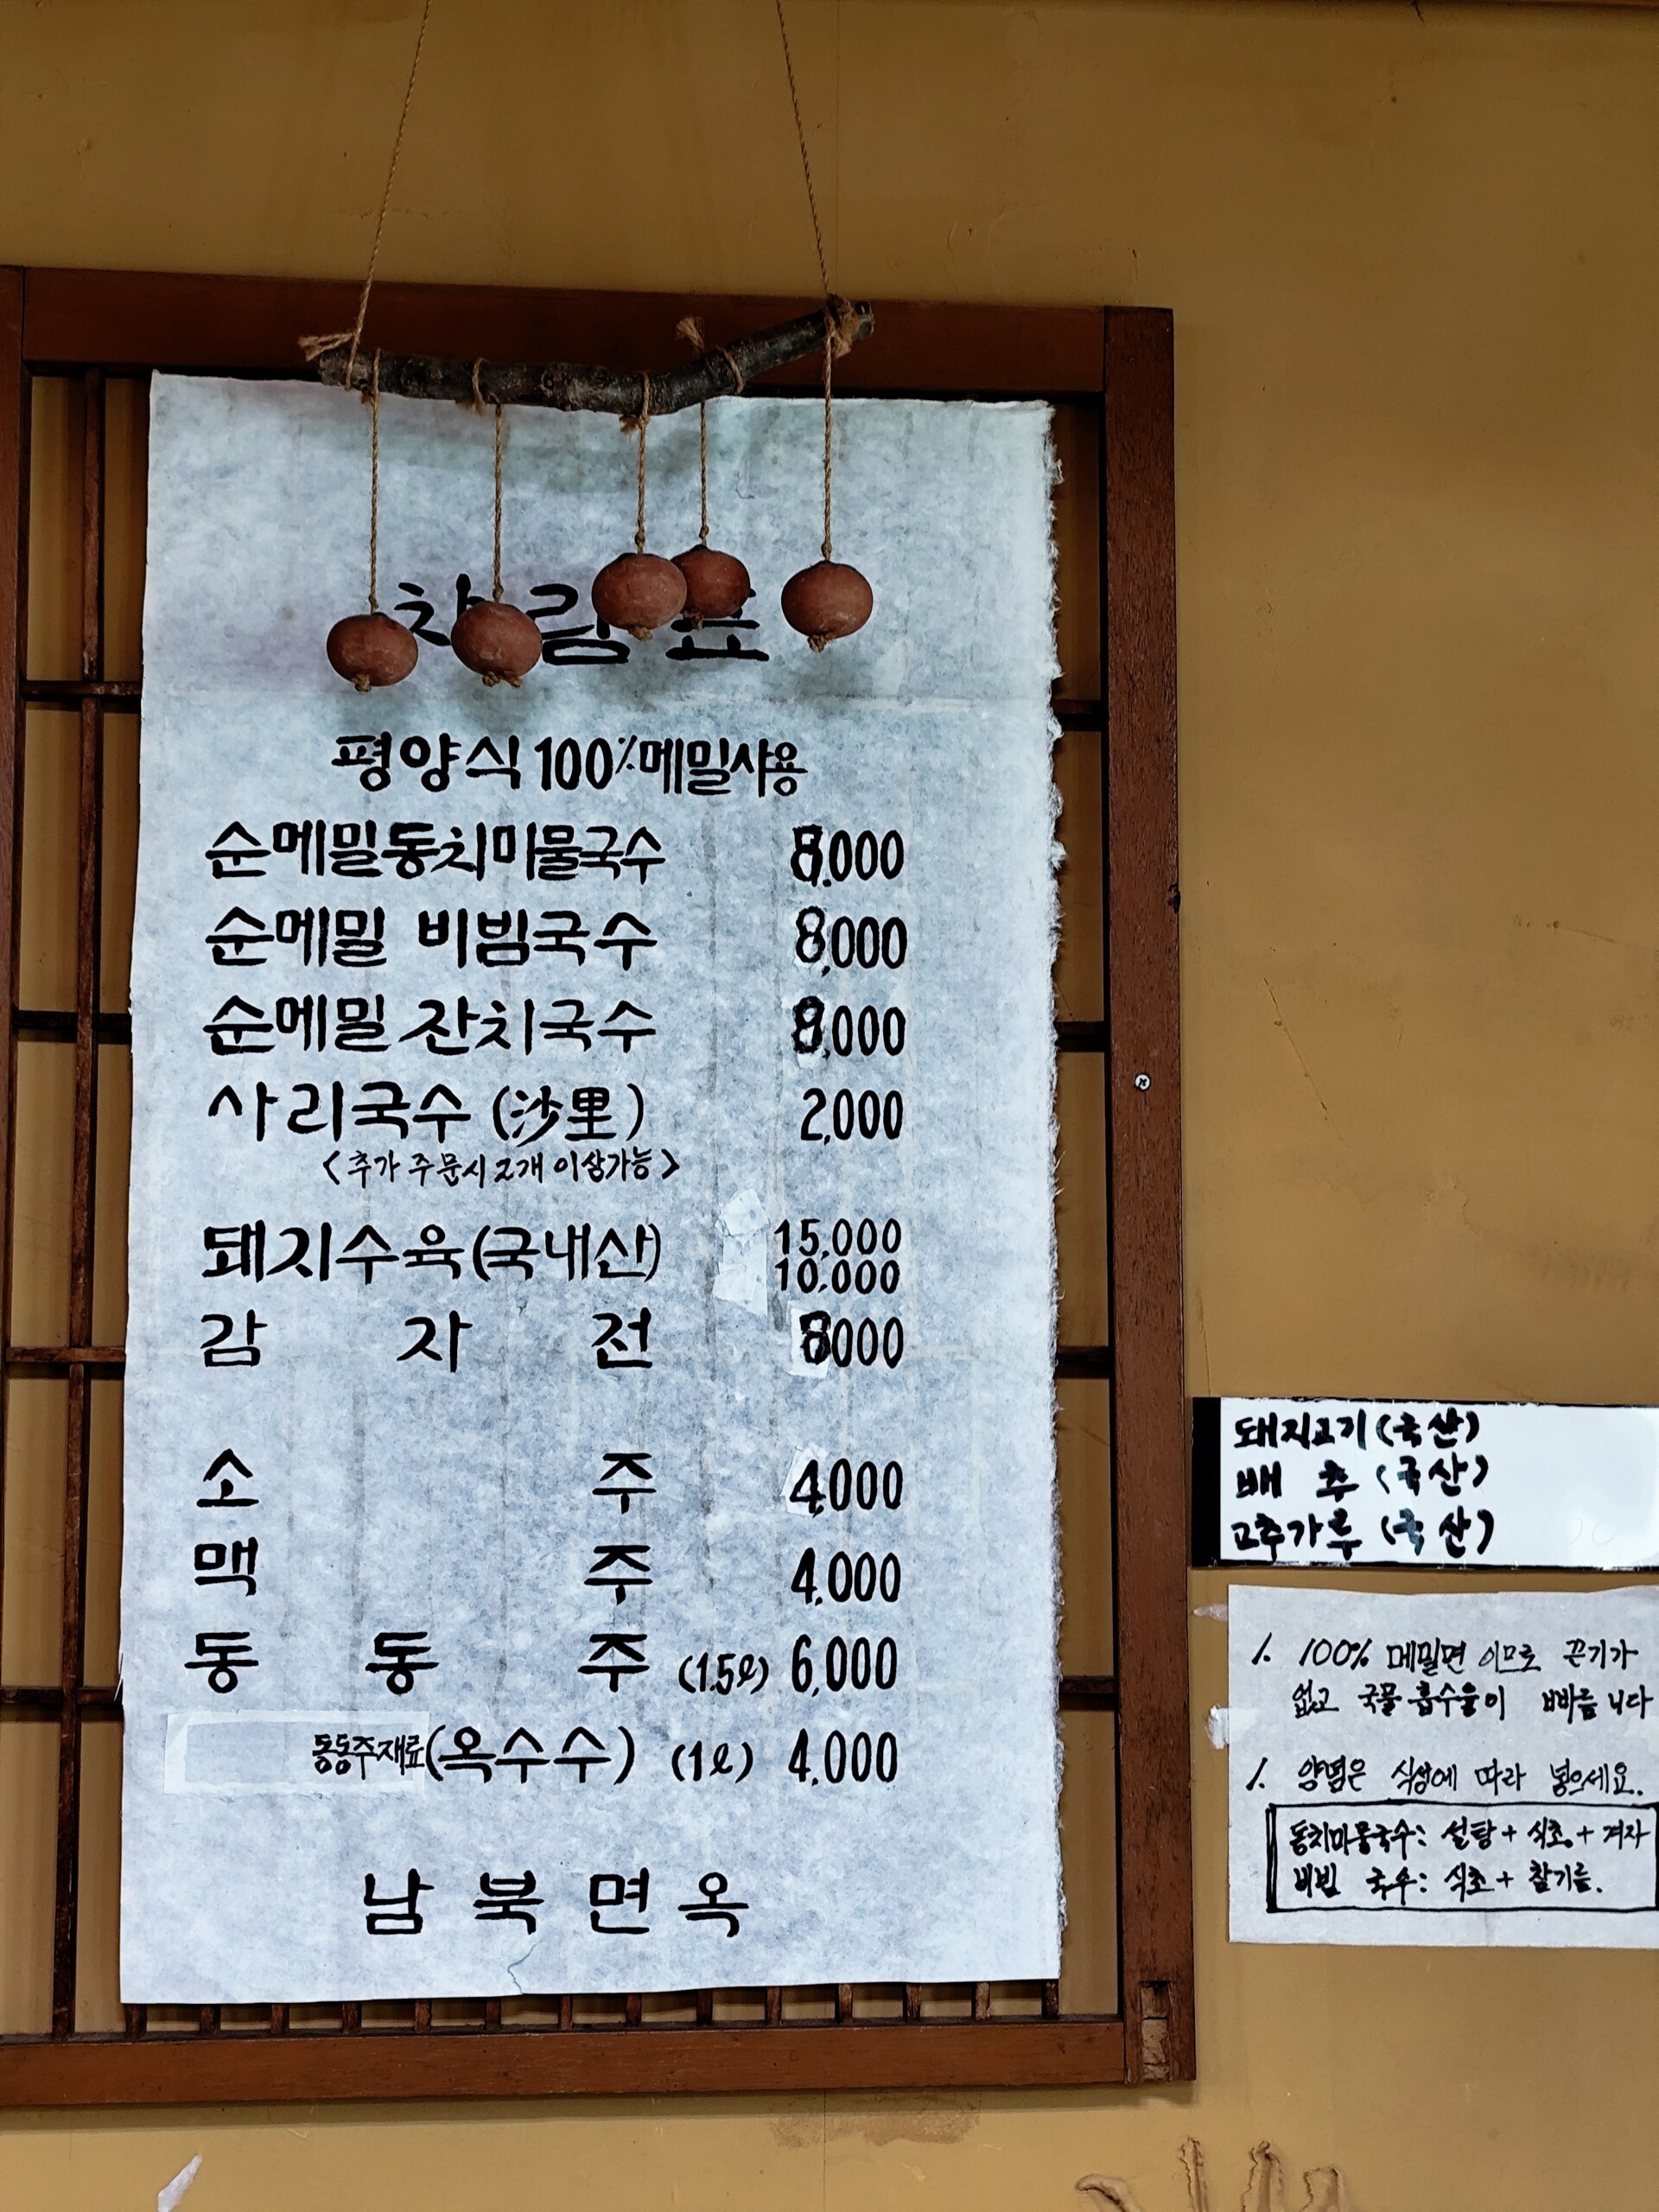 차림표
평양식 100% 메밀사용
순메밀동치미물국수 8,000
순메밀 비빔국수 8,000
순메밀 잔치국수 8,000
사리국수 (沙里) 2,000
<추가 주문시 2개 이상가능>
돼지수육(국내산) 15,000
10,000
감자전 8000
소주 4,000
맥주 4,000
동동주 (1.5ℓ) 6,000
동동주재료(옥수수) (1ℓ) 4,000
남북면옥
돼지고기 (국산)
배추 (국산)
고추가루 (국산)
1. 100% 메밀면 이므로 끈기가
없고 국물 흡수율이 빠릅니다
1. 양념은 식성에 따라 넣으세요.
동치미물국수: 설탕 + 식초 + 겨자
비빔 국수: 식초 + 참기름.